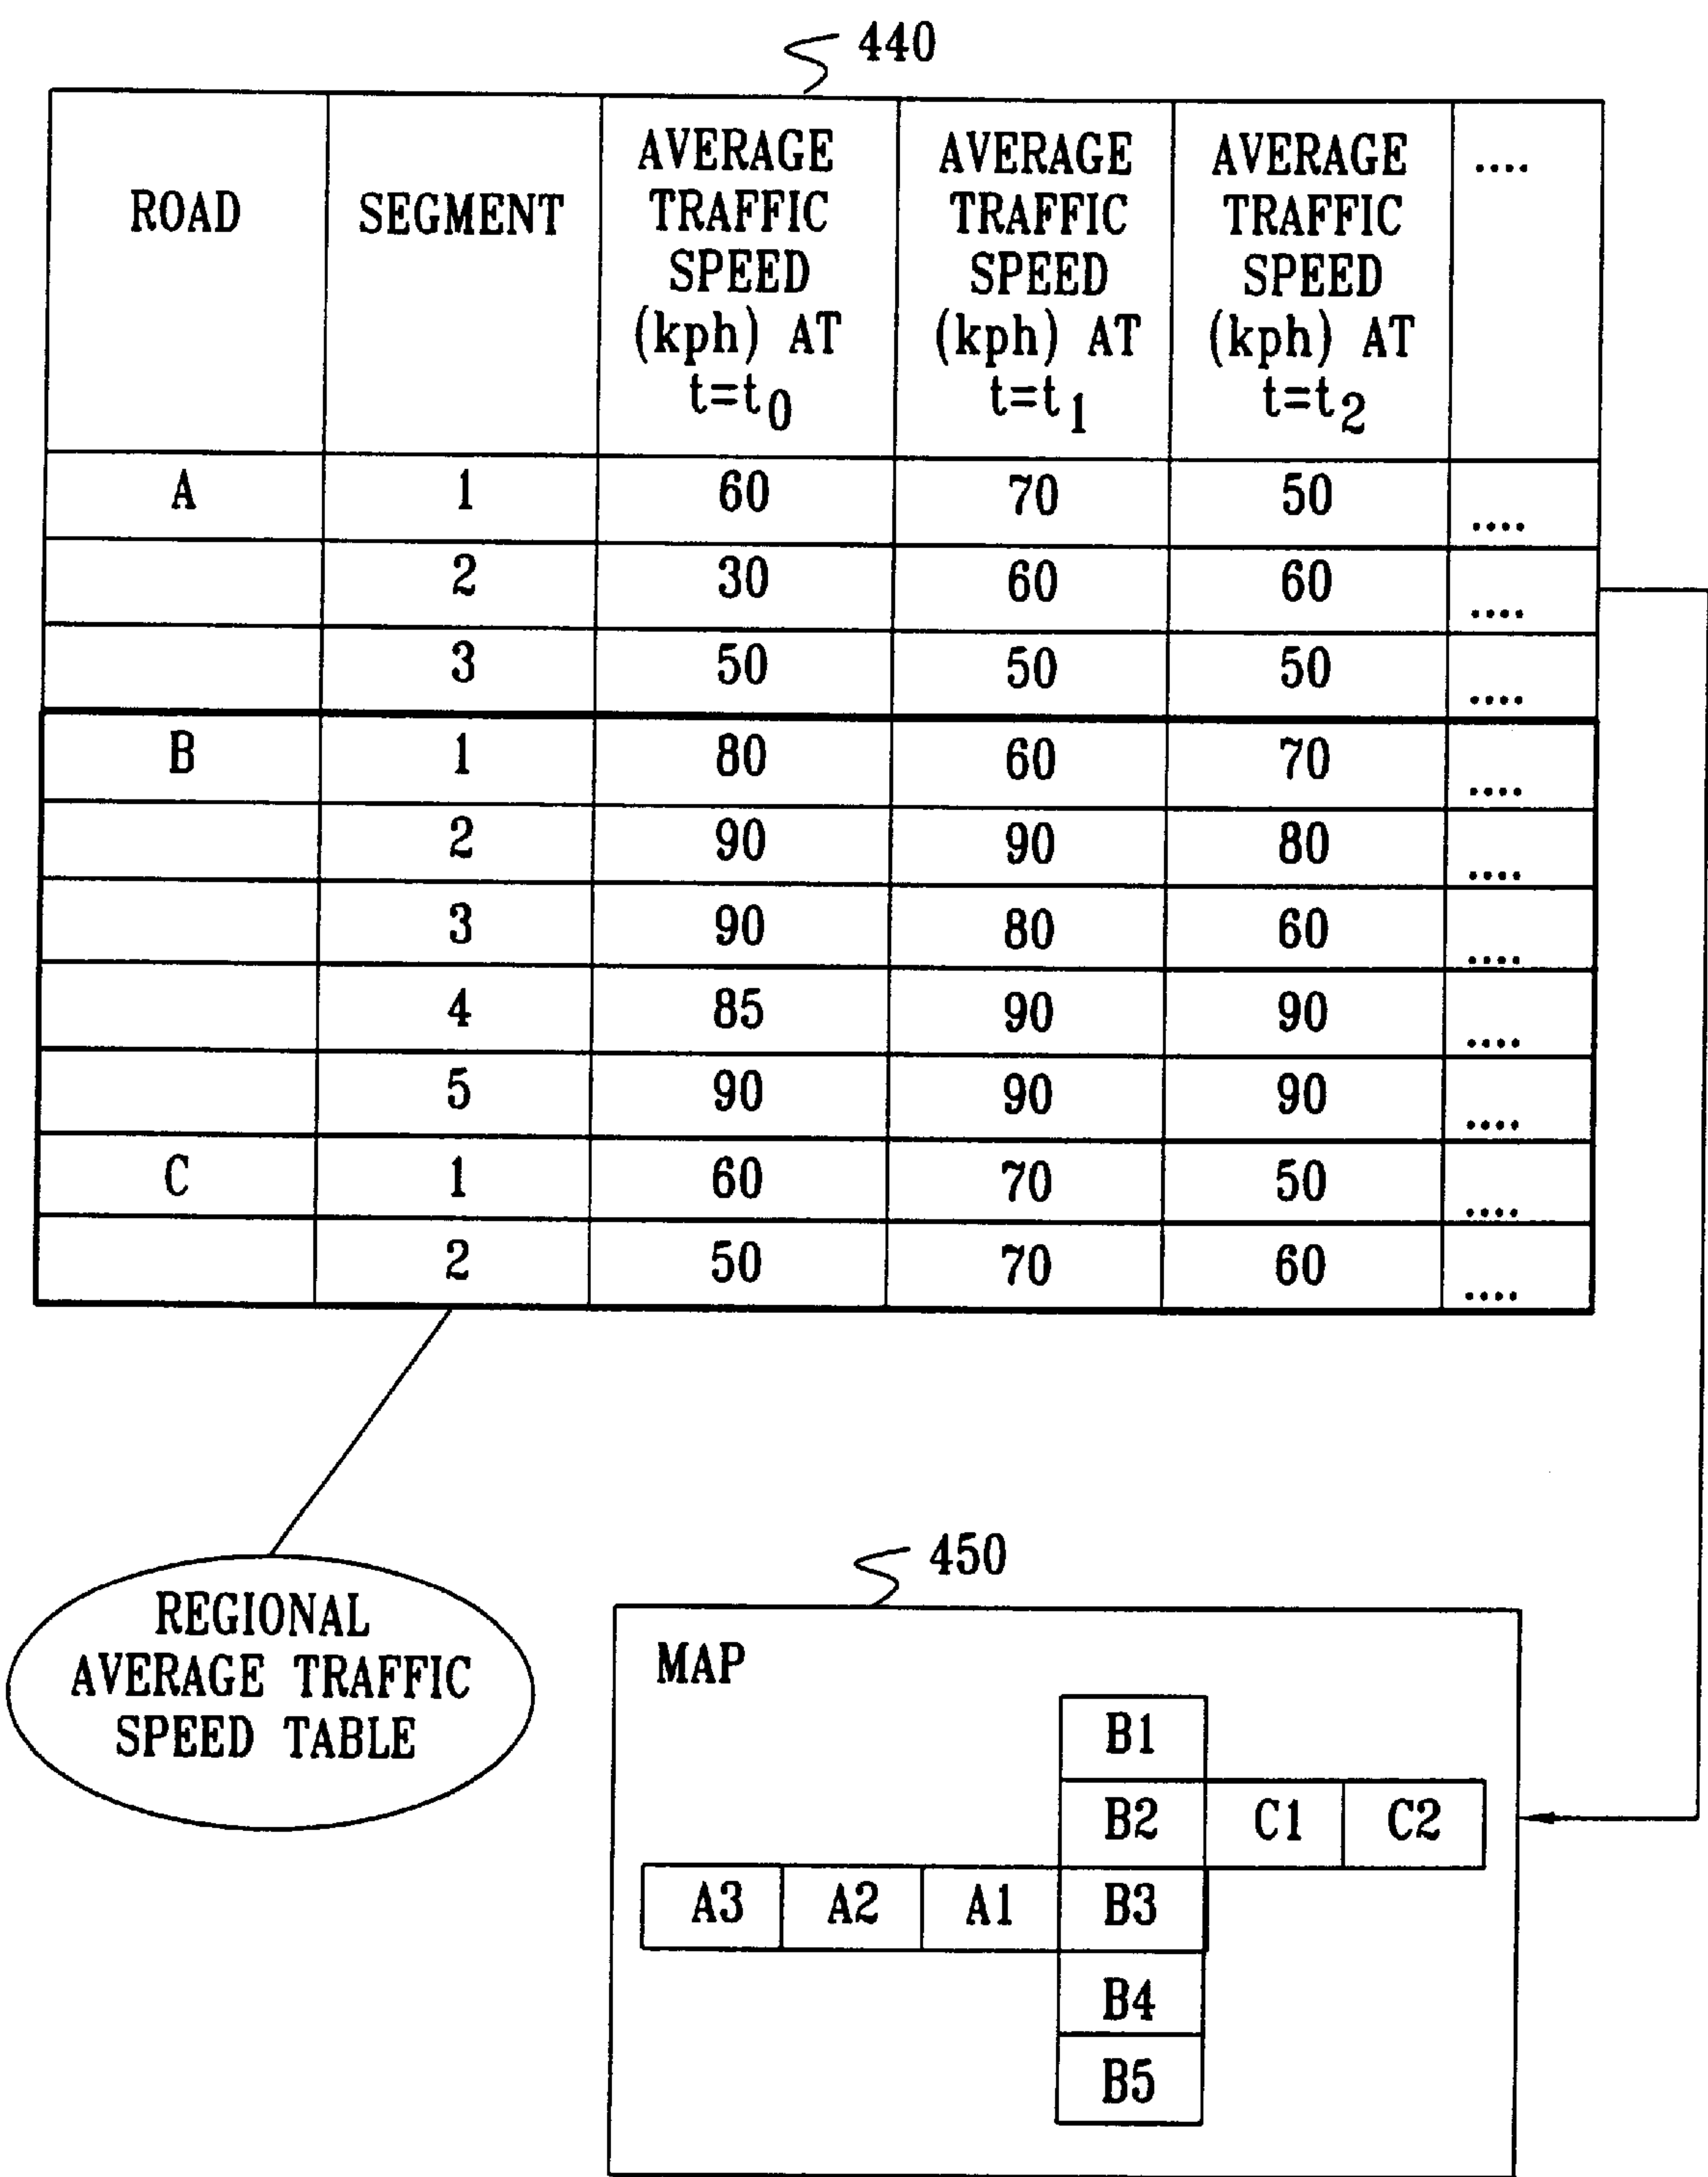 440
ROAD SEGMENT AVERAGE TRAFFIC SPEED (kph) AT t=t0 AVERAGE TRAFFIC SPEED (kph) AT t=t1 AVERAGE TRAFFIC SPEED (kph) AT t=t2 ....
A 1 60 70 50 ....
2 30 60 60 ....
3 50 50 50 ....
B 1 80 60 70 ....
2 90 90 80 ....
3 90 80 60 ....
4 85 90 90 ....
5 90 90 90 ....
C 1 60 70 50 ....
2 50 70 60 ....
REGIONAL
AVERAGE TRAFFIC
SPEED TABLE
450
MAP
B1
B2 C1 C2
A3 A2 A1 B3
B4
B5